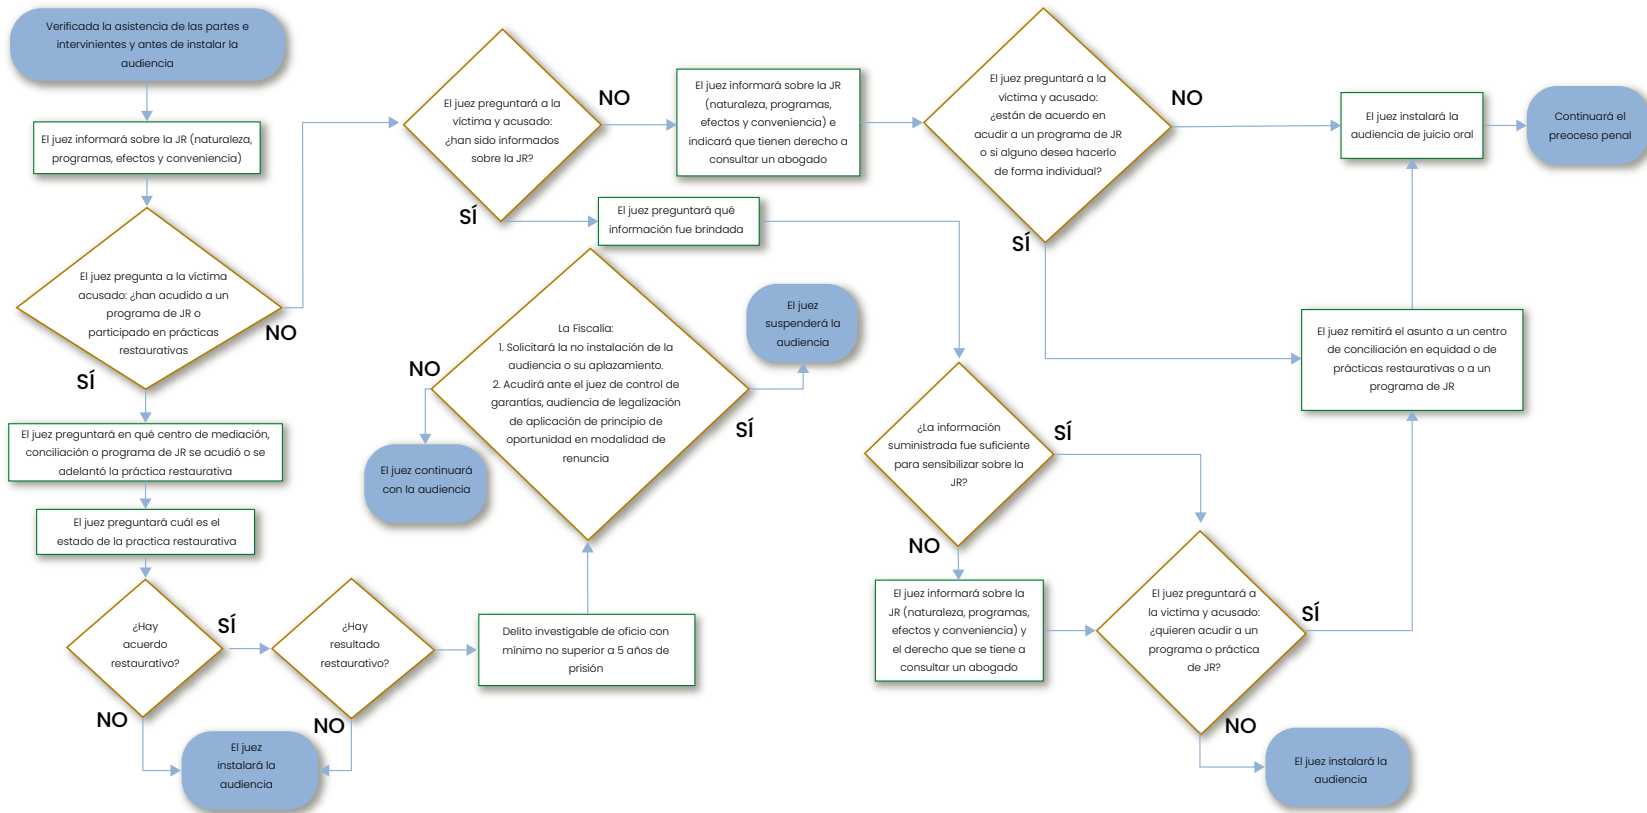 Verificada la asistencia de las partes e
intervinientes y antes de instalar la
audiencia
El juez informará sobre la JR (naturaleza,
programas, efectos y conveniencia)
El juez pregunta a la víctima
acusado: ¿han acudido a un
programa de JR o
participado en prácticas
restaurativas
NO
SÍ
El juez preguntará en qué centro de mediación,
conciliación o programa de JR se acudió o se
adelantó la práctica restaurativa
El juez preguntará cuál es el
estado de la practica restaurativa
¿Hay
acuerdo
restaurativo?
SÍ
NO
¿Hay
resultado
restaurativo?
NO
El juez
instalará la
audiencia
Delito investigable de oficio con
mínimo no superior a 5 años de
prisión
La Fiscalía:
1. Solicitará la no instalación de la
audiencia o su aplazamiento.
2. Acudirá ante el juez de control de
garantías, audiencia de legalización
de aplicación de principio de
oportunidad en modalidad de
renuncia
NO
SÍ
El juez continuará
con la audiencia
El juez
suspenderá la
audiencia
El juez preguntará a la
víctima y acusado:
¿han sido informados
sobre la JR?
NO
SÍ
El juez informará sobre la JR
(naturaleza, programas,
efectos y conveniencia) e
indicará que tienen derecho a
consultar un abogado
El juez preguntará qué
información fue brindada
El juez preguntará a la
víctima y acusado:
¿están de acuerdo en
acudir a un programa de JR
o si alguno desea hacerlo
de forma individual?
NO
SÍ
El juez instalará la
audiencia de juicio oral
Continuará el
preoceso penal
El juez remitirá el asunto a un centro
de conciliación en equidad o de
prácticas restaurativas o a un
programa de JR
¿La información
suministrada fue suficiente
para sensibilizar sobre la
JR?
SÍ
NO
El juez informará sobre la
JR (naturaleza, programas,
efectos y conveniencia) y
el derecho que se tiene a
consultar un abogado
El juez preguntará a
la victima y acusado:
¿quieren acudir a un
programa o práctica
de JR?
SÍ
NO
El juez instalará la
audiencia